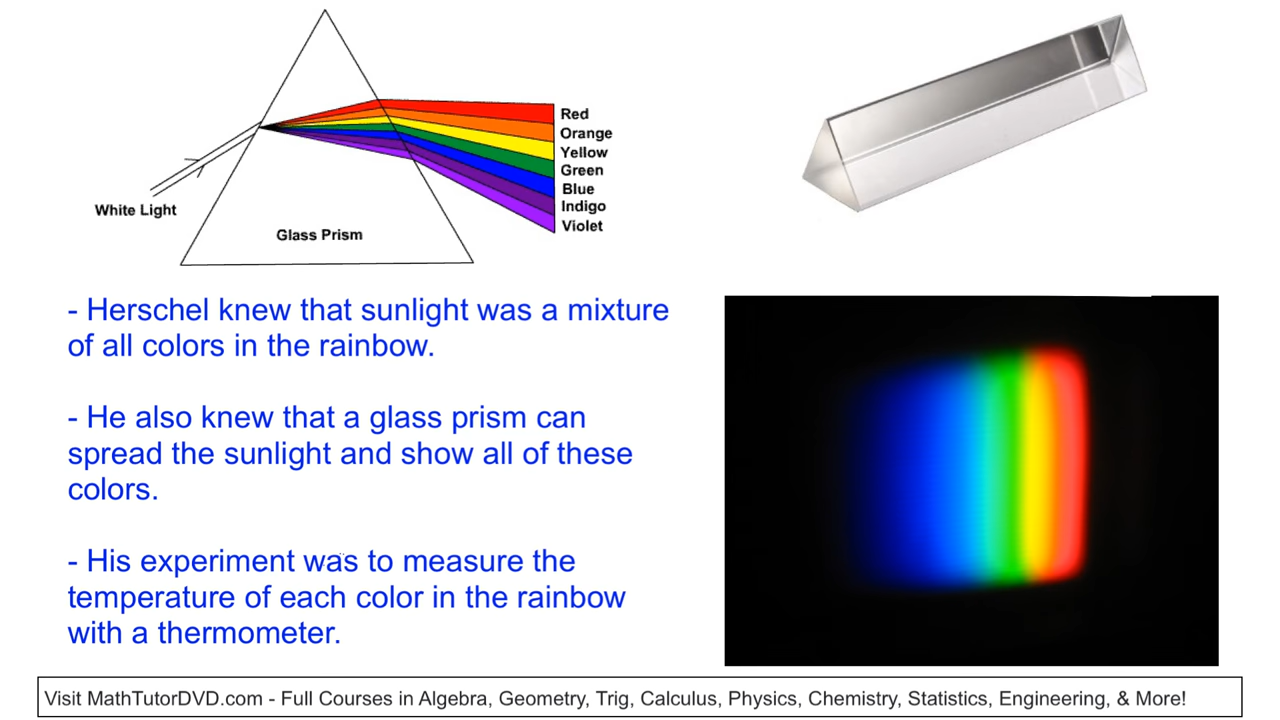 Red
Orange
Yellow
Green
Blue
Indigo
Violet
White Light
Glass Prism
- Herschel knew that sunlight was a mixture
of all colors in the rainbow.
- He also knew that a glass prism can
spread the sunlight and show all of these
colors.
- His experiment was to measure the
temperature of each color in the rainbow
with a thermometer.
Visit MathTutorDVD.com - Full Courses in Algebra, Geometry, Trig, Calculus, Physics, Chemistry, Statistics, Engineering, & More!